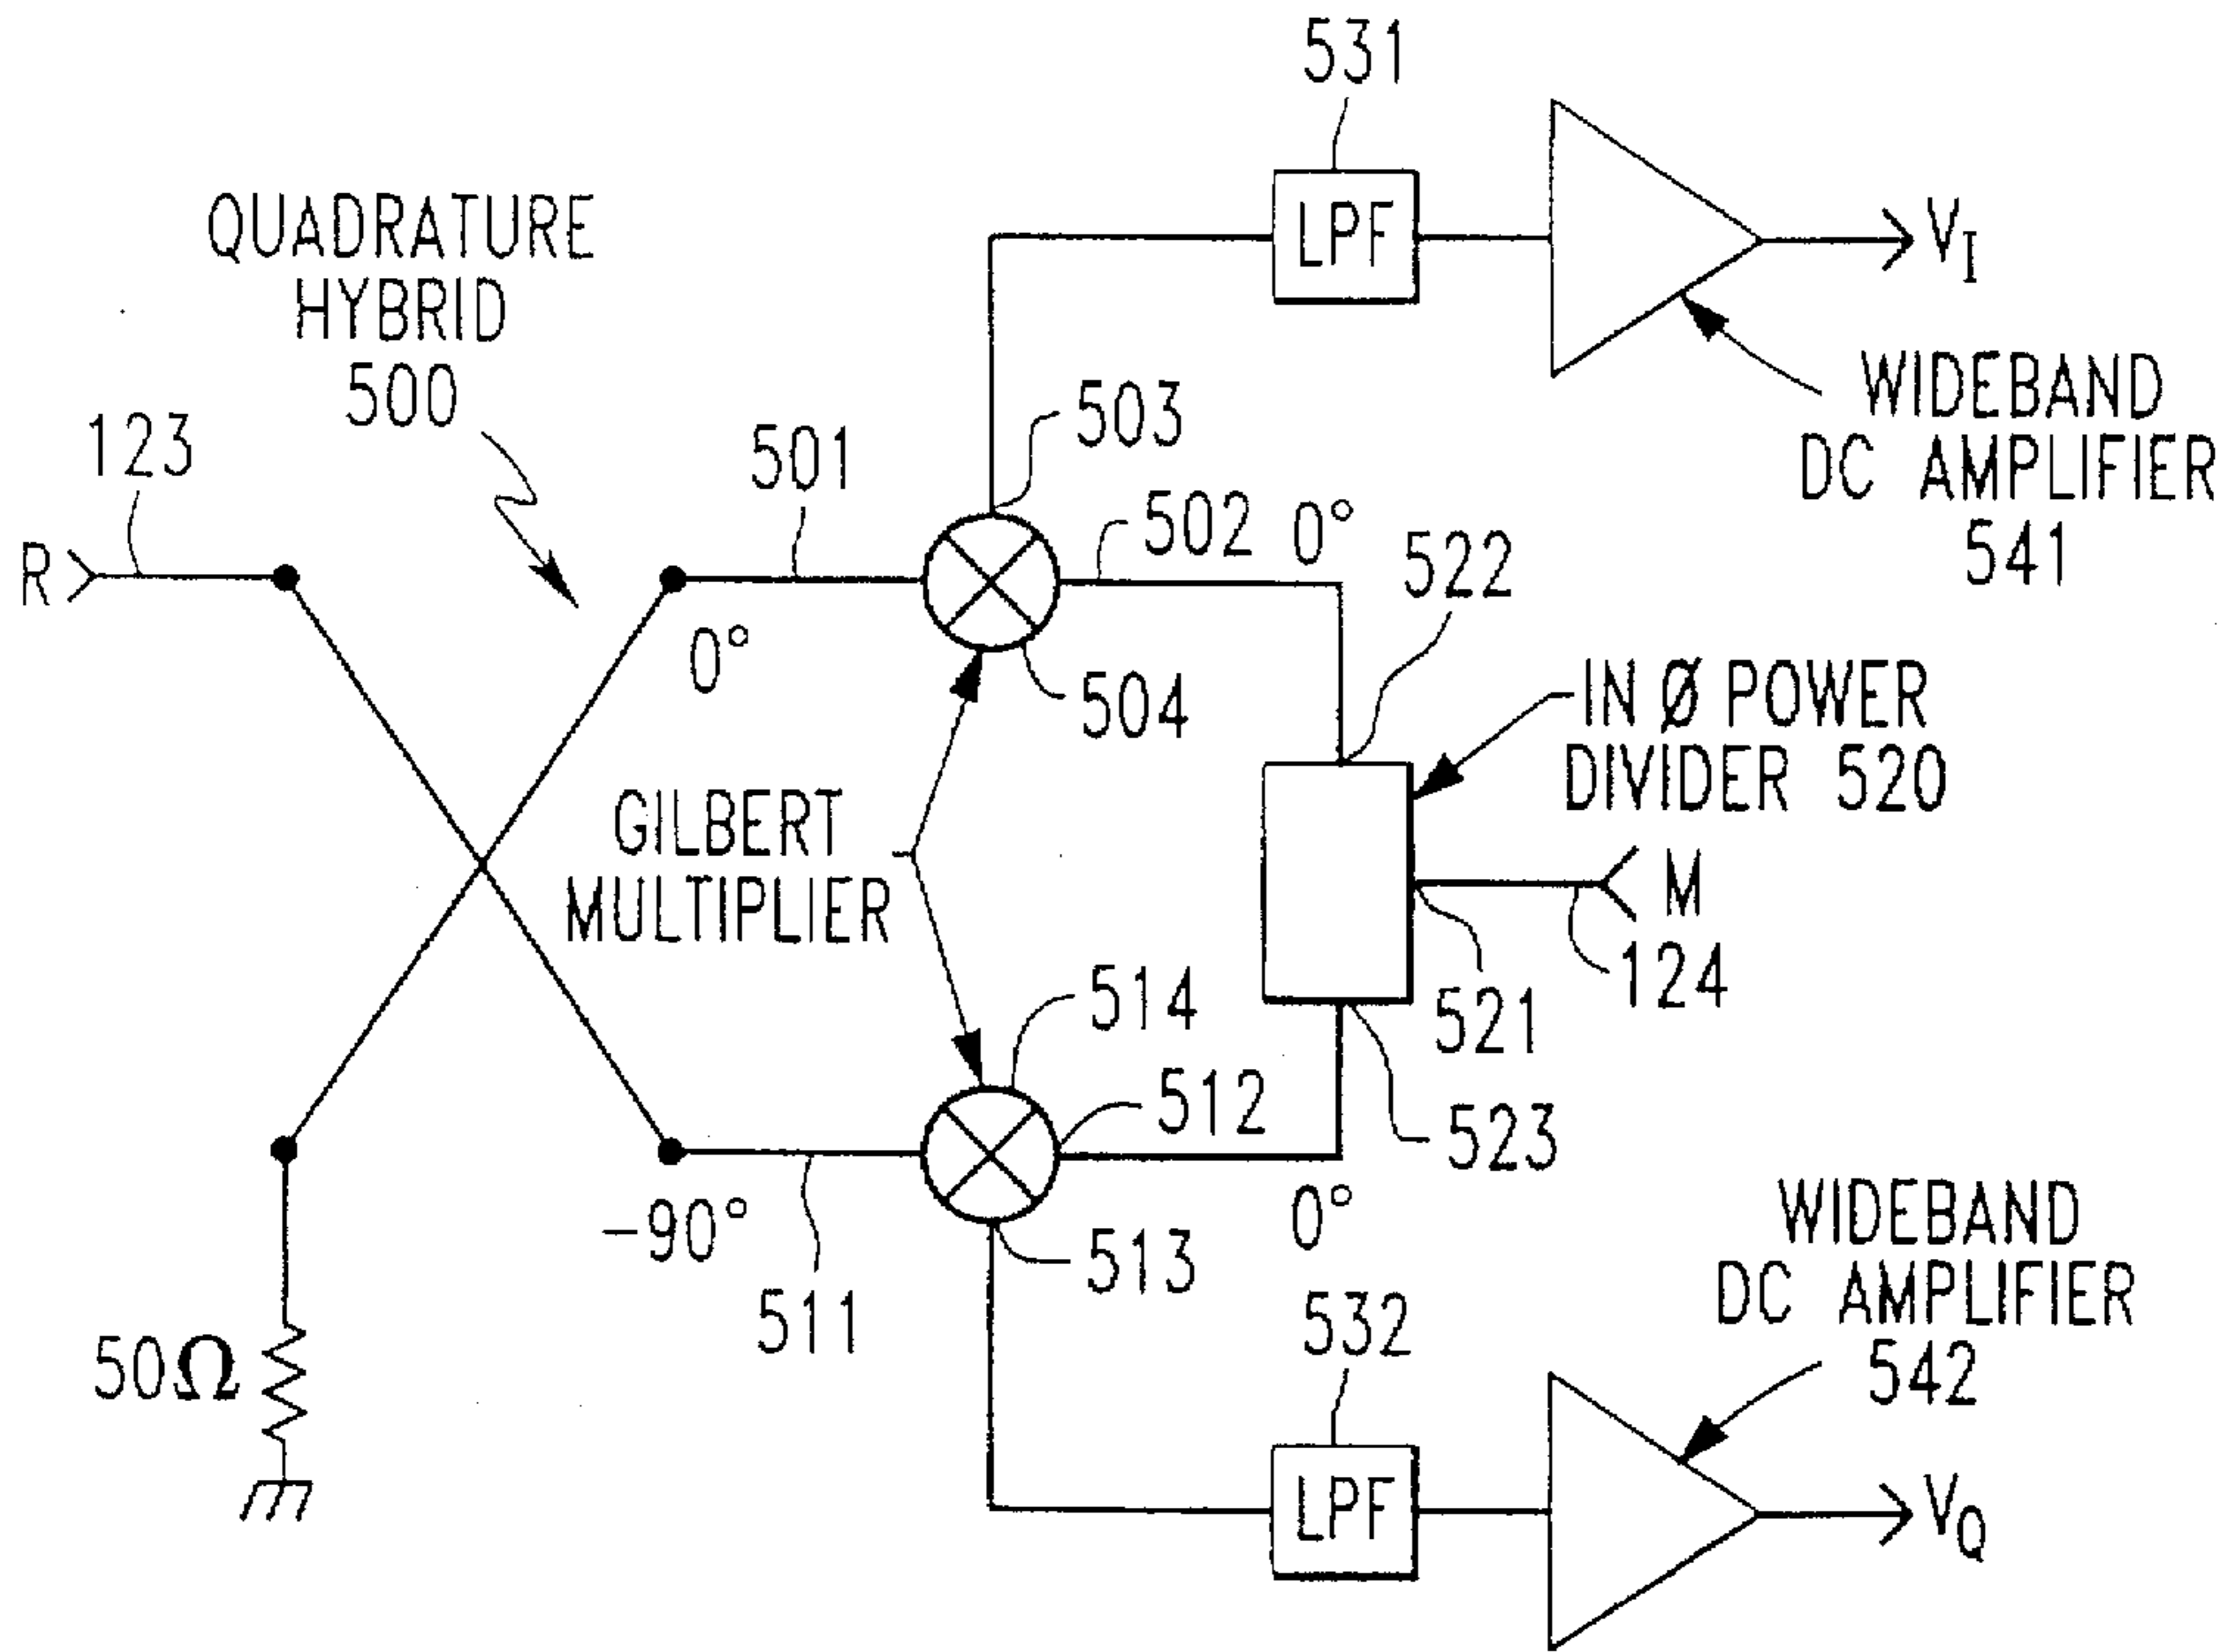 531
LPF
V_I
QUADRATURE
HYBRID
500
WIDEBAND
DC AMPLIFIER
541
123
R
501
503
502
0°
522
0°
504
IN Ø POWER
DIVIDER 520
GILBERT
MULTIPLIER
M
124
521
514
512
523
-90°
511
513
0°
WIDEBAND
DC AMPLIFIER
542
532
50Ω
LPF
V_Q